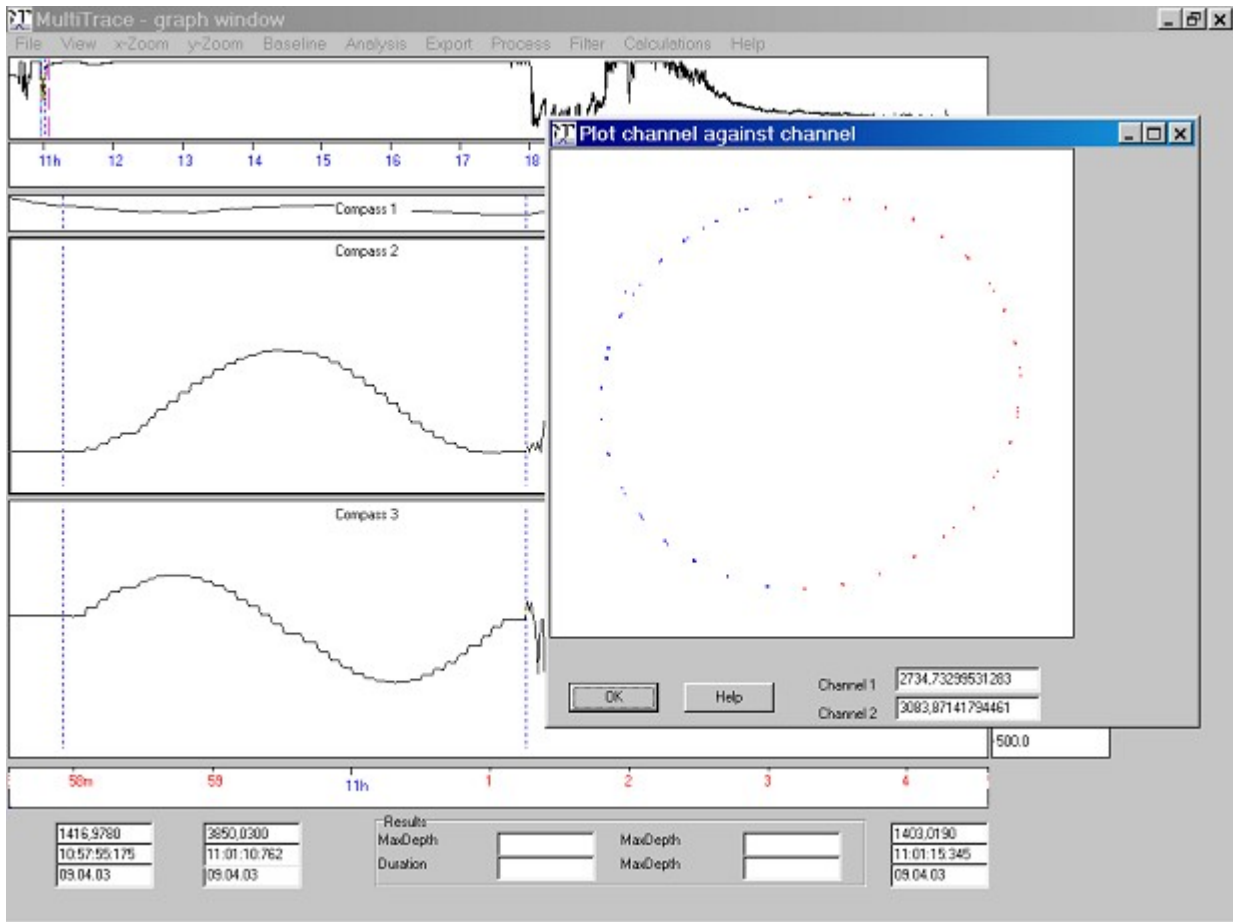 MultiTrace - graph window
File View x-Zoom y-Zoom Baseline Analysis Export Process Filter Calculations Help
11h 12 13 14 15 16 17 18
Plot channel against channel
Compass 1
Compass 2
Compass 3
OK Help
Channel 1 2734,73299531283
Channel 2 3083,87141794461
-500.0
58m 59 11h 1 2 3 4
Results
1416,9780 3850,0300 MaxDepth MaxDepth 1403,0190
10:57:55:175 11:01:10:762 Duration MaxDepth 11:01:15:345
09.04.03 09.04.03 09.04.03